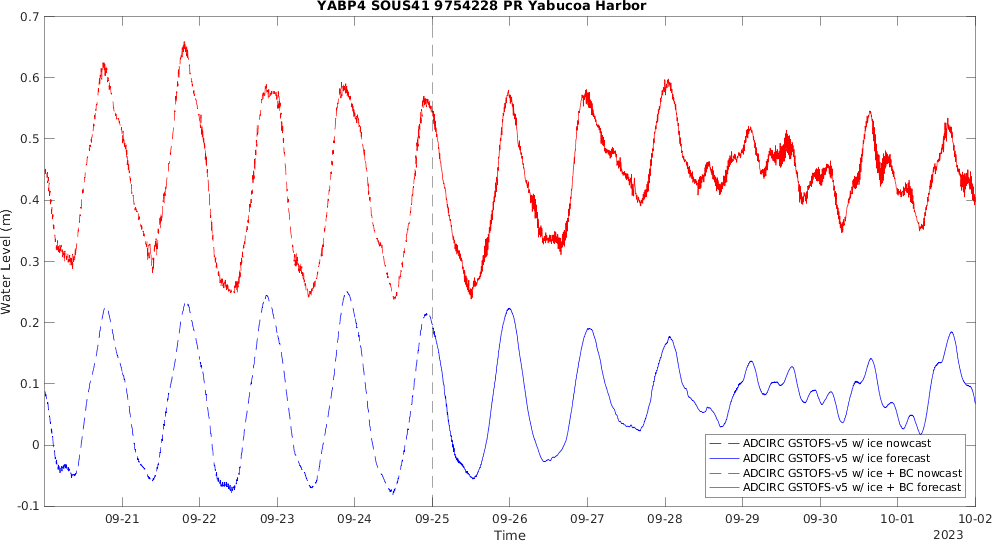 YABP4 SOUS41 9754228 PR Yabucoa Harbor
0.7
0.6
0.5
0.4
0.3
0.2
0.1
0
-0.1
Water Level (m)
09-21 09-22 09-23 09-24 09-25 09-26 09-27 09-28 09-29 09-30 10-01 10-02
Time
2023
ADCIRC GSTOFS-v5 w/ ice nowcast
ADCIRC GSTOFS-v5 w/ ice forecast
ADCIRC GSTOFS-v5 w/ ice + BC nowcast
ADCIRC GSTOFS-v5 w/ ice + BC forecast